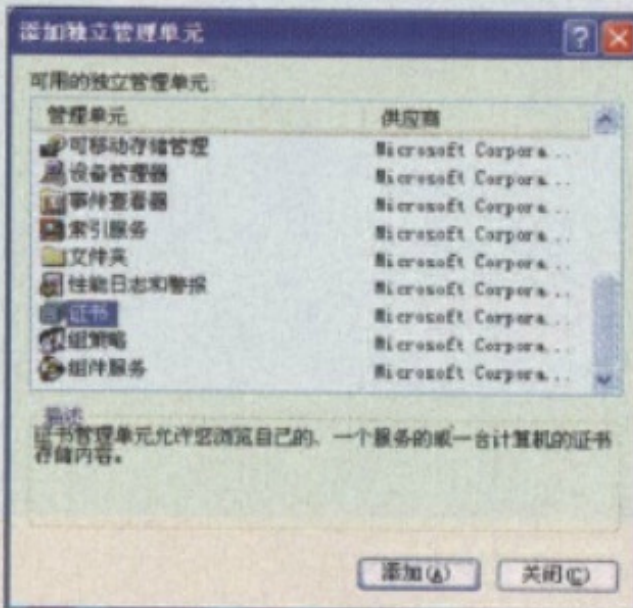 添加独立管理单元
可用的独立管理单元:
管理单元 供应商
可移动存储管理 Microsoft Corpora...
设备管理器 Microsoft Corpora...
事件查看器 Microsoft Corpora...
索引服务 Microsoft Corpora...
文件夹 Microsoft Corpora...
性能日志和警报 Microsoft Corpora...
证书 Microsoft Corpora...
组策略 Microsoft Corpora...
组件服务 Microsoft Corpora...
描述
证书管理单元允许您浏览自己的、一个服务的或一台计算机的证书
存储内容。
添加(A) 关闭(C)